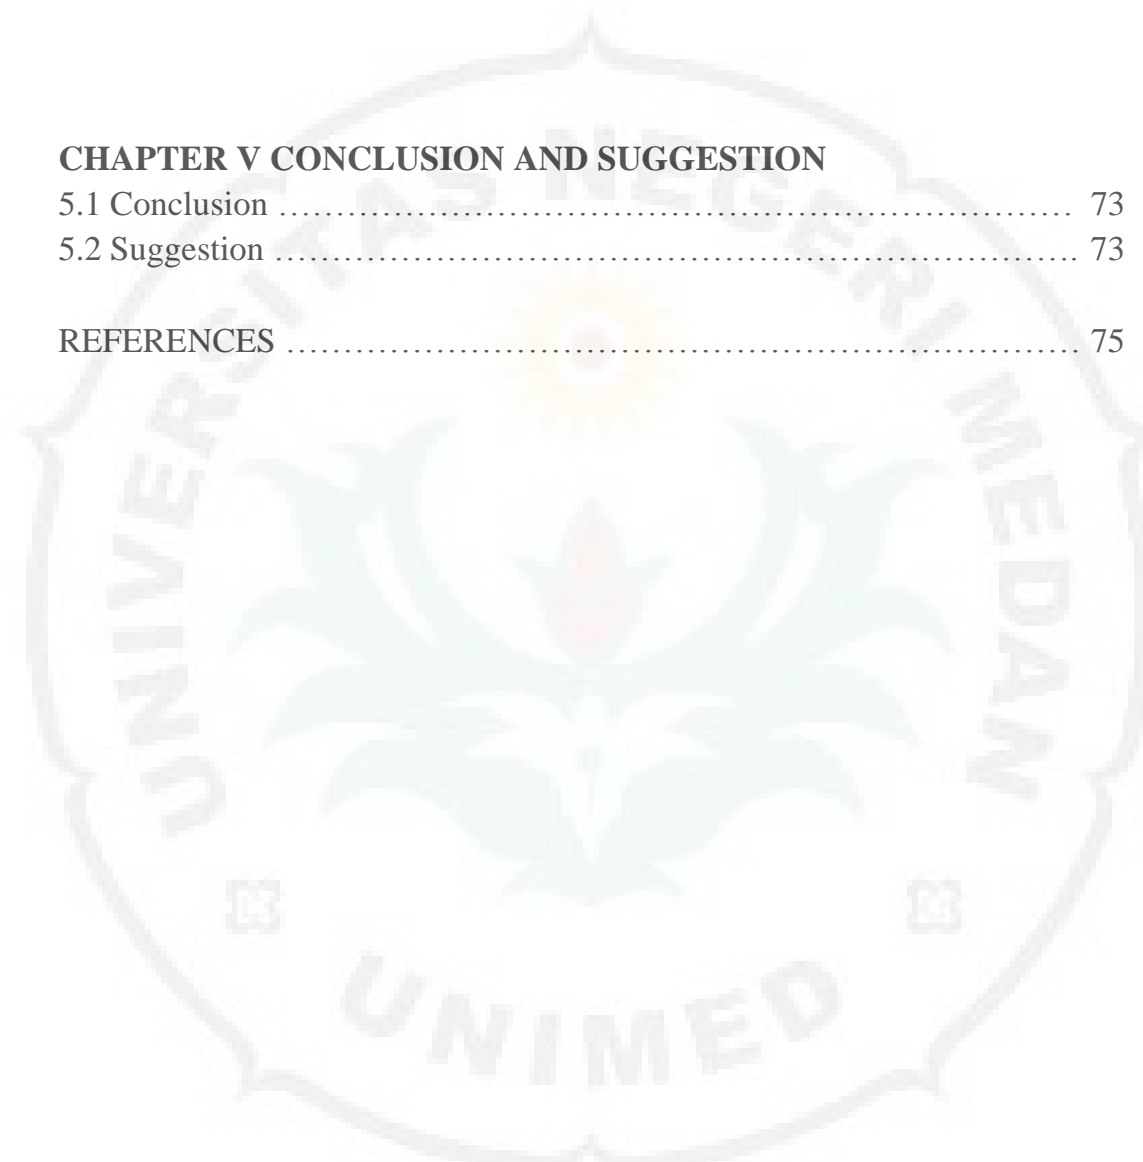 CHAPTER V CONCLUSION AND SUGGESTION
5.1 Conclusion ........................................................................ 73
5.2 Suggestion ......................................................................... 73
REFERENCES ........................................................................ 75
UNIVERSITAS NEGERI MEDAN
UNIMED